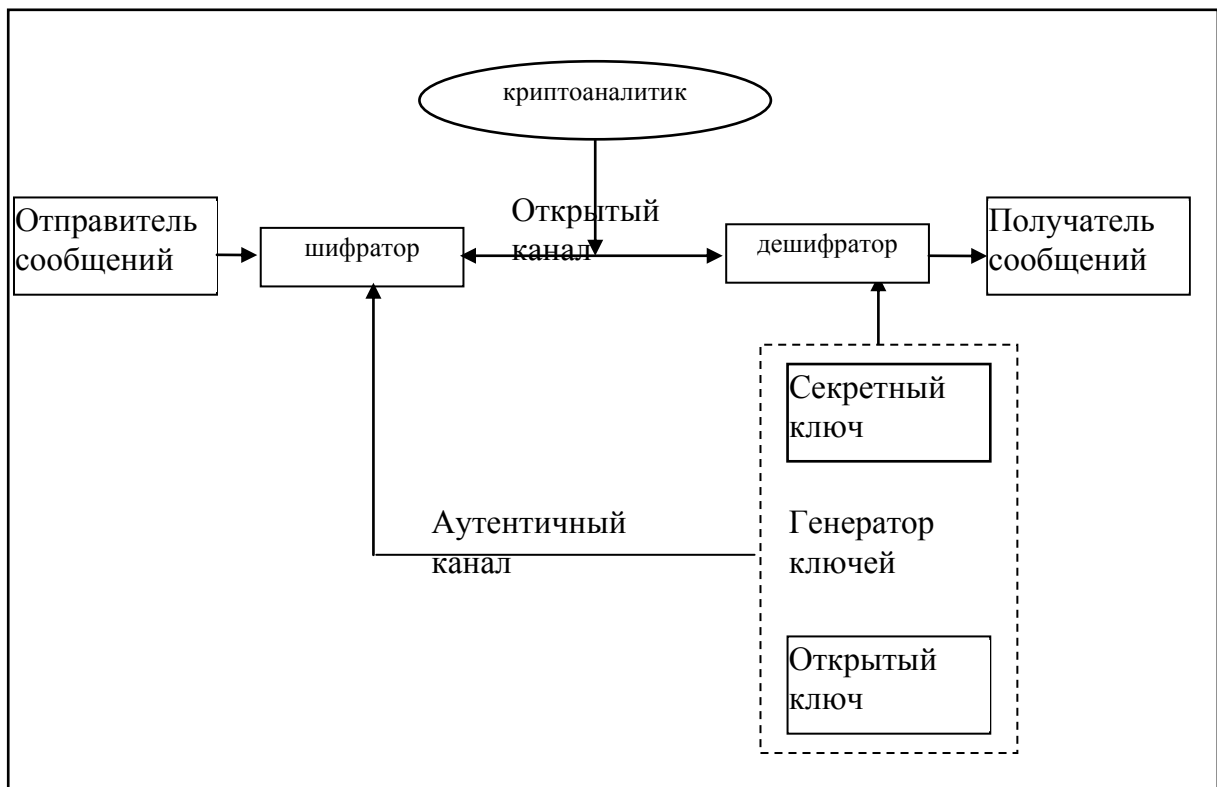 криптоаналитик
Отправитель
сообщений
шифратор
Открытый
канал
дешифратор
Получатель
сообщений
Секретный
ключ
Аутентичный
канал
Генератор
ключей
Открытый
ключ